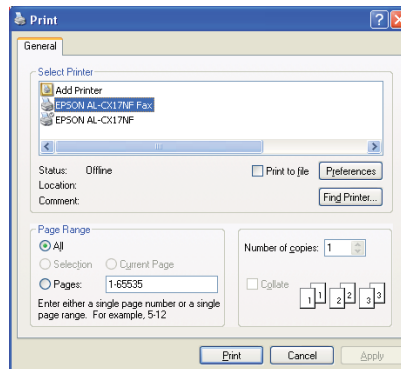 Print
General
Select Printer
Add Printer
EPSON AL-CX17NF Fax
EPSON AL-CX17NF
Status: Offline
Location:
Comment:
Print to file
Preferences
Find Printer...
Page Range
All
Selection
Current Page
Pages: 1-65535
Enter either a single page number or a single
page range. For example, 5-12
Number of copies: 1
Collate
1 1 2 2 3 3
Print Cancel Apply